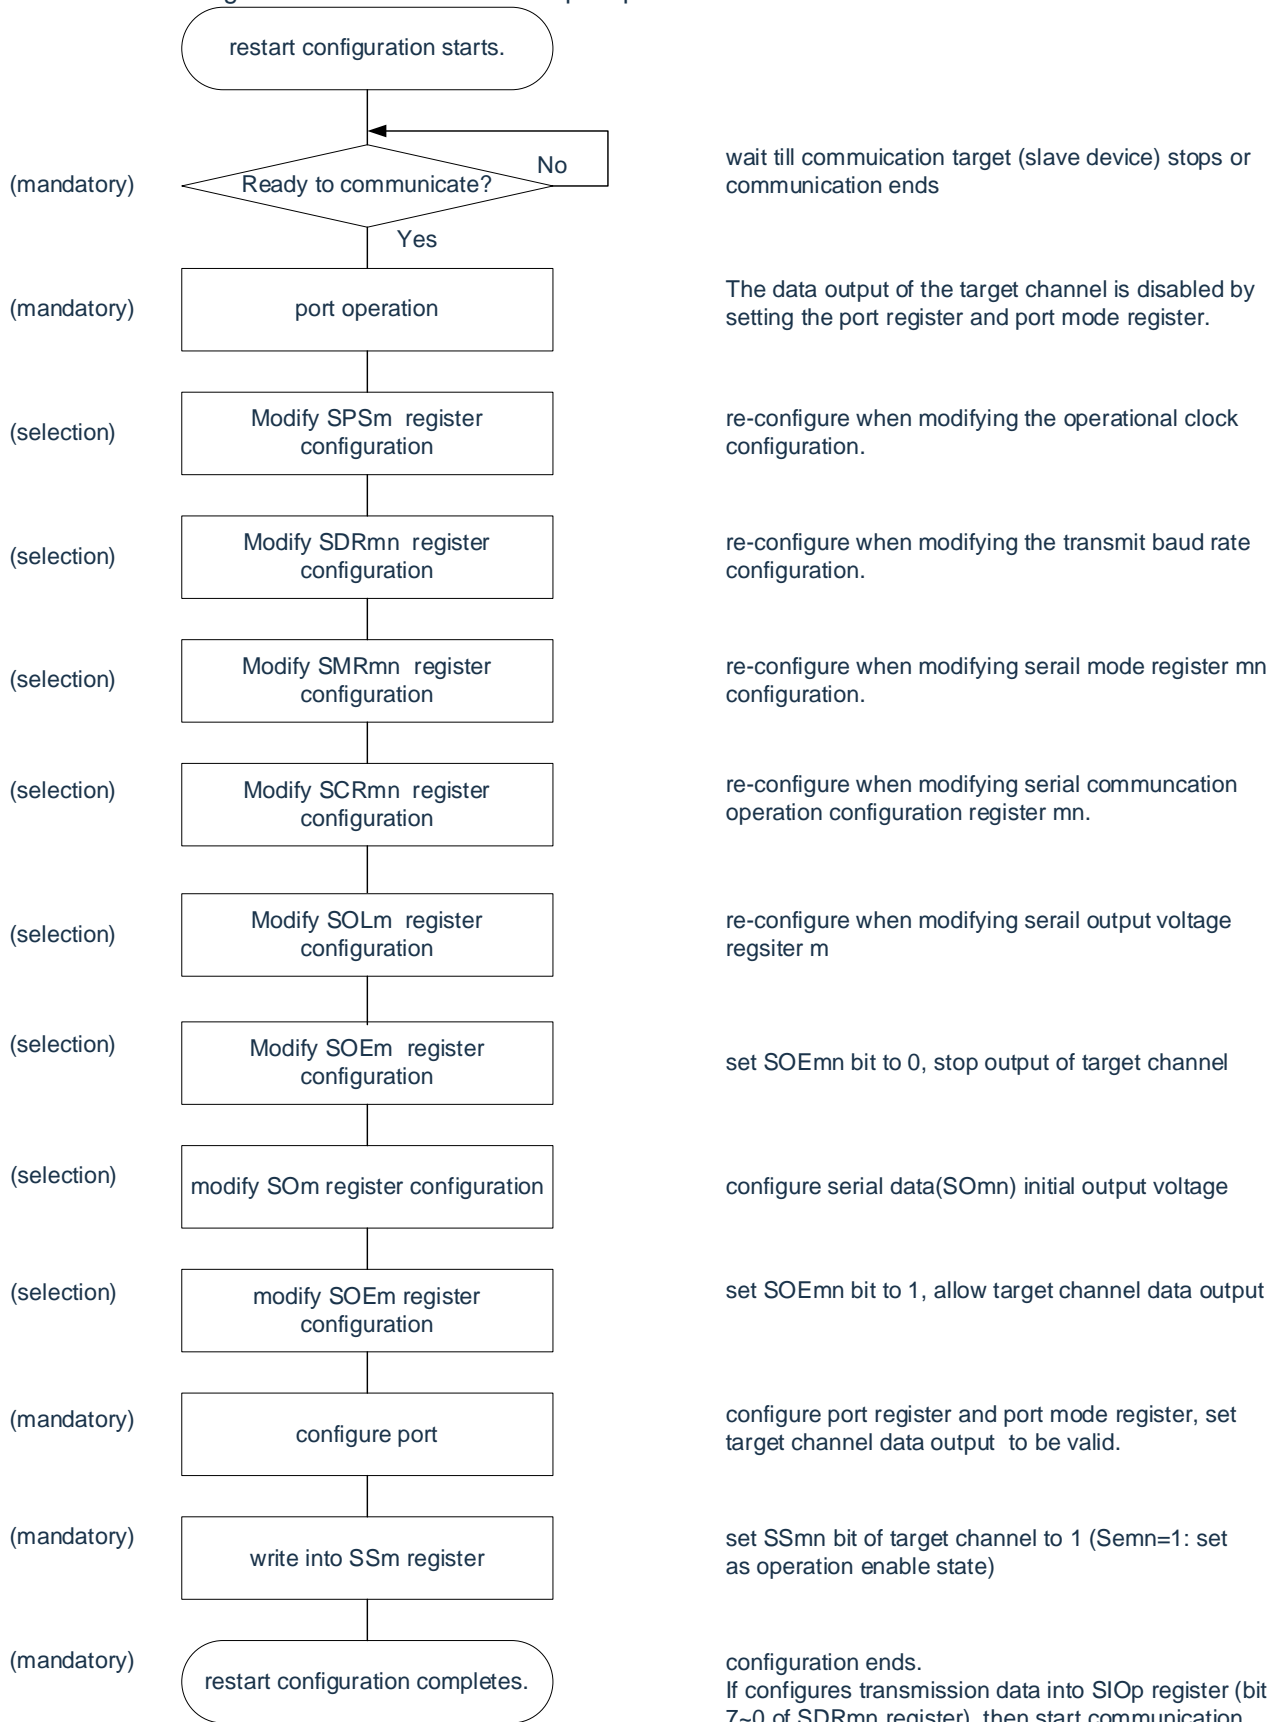 restart configuration starts.
(mandatory)
Ready to communicate?
No
Yes
wait till commuication target (slave device) stops or
communication ends
(mandatory)
port operation
The data output of the target channel is disabled by
setting the port register and port mode register.
(selection)
Modify SPSm register
configuration
re-configure when modifying the operational clock
configuration.
(selection)
Modify SDRmn register
configuration
re-configure when modifying the transmit baud rate
configuration.
(selection)
Modify SMRmn register
configuration
re-configure when modifying serail mode register mn
configuration.
(selection)
Modify SCRmn register
configuration
re-configure when modifying serial communcation
operation configuration register mn.
(selection)
Modify SOLm register
configuration
re-configure when modifying serail output voltage
regsiter m
(selection)
Modify SOEm register
configuration
set SOEmn bit to 0, stop output of target channel
(selection)
modify SOm register configuration
configure serial data(SOmn) initial output voltage
(selection)
modify SOEm register
configuration
set SOEmn bit to 1, allow target channel data output
(mandatory)
configure port
configure port register and port mode register, set
target channel data output to be valid.
(mandatory)
write into SSm register
set SSmn bit of target channel to 1 (Semn=1: set
as operation enable state)
(mandatory)
restart configuration completes.
configuration ends.
If configures transmission data into SIOp register (bit
7~0 of SDRmn register), then start communication